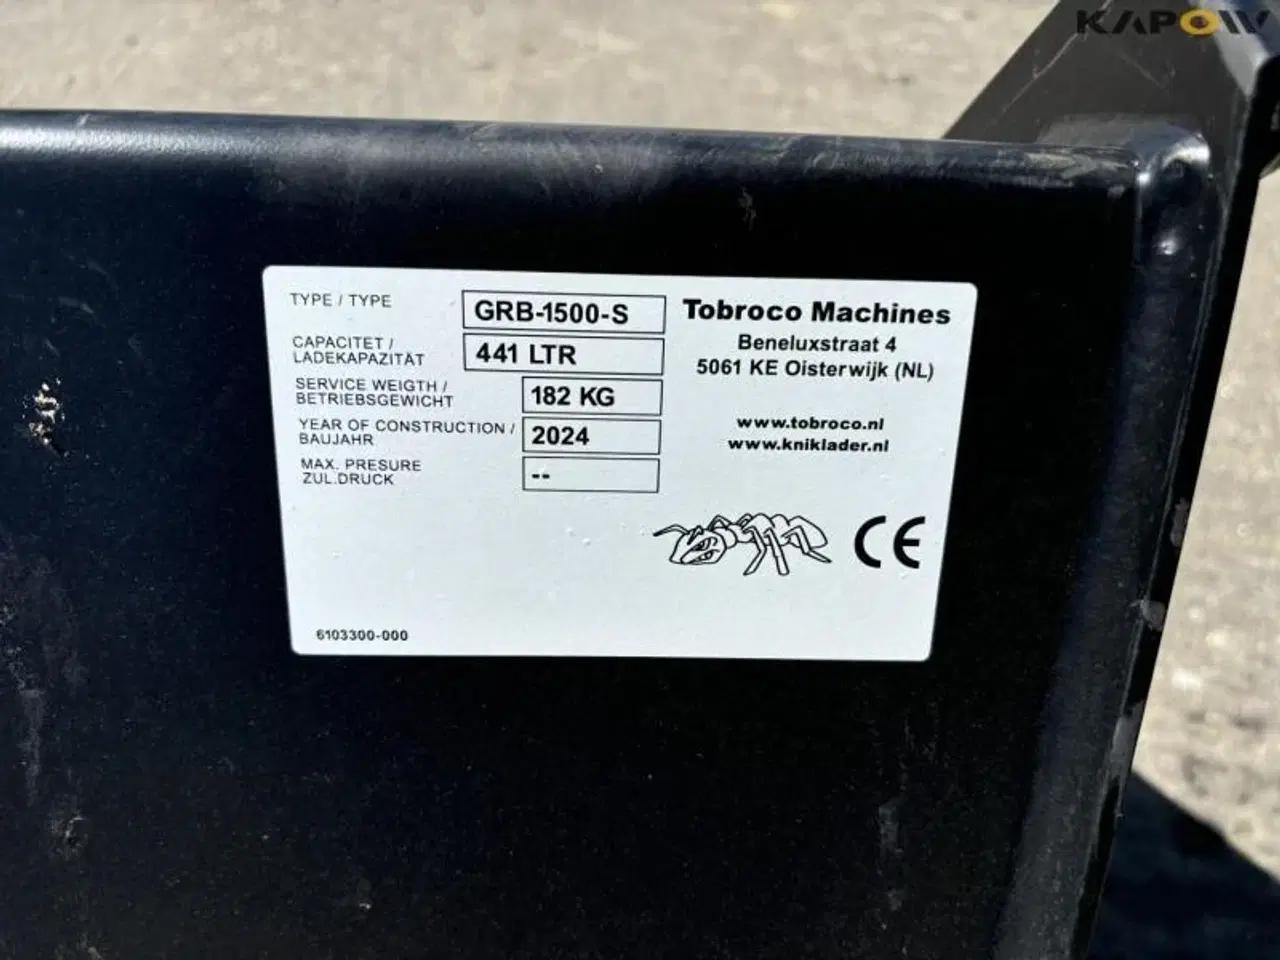 KAPOW
TYPE / TYPE
GRB-1500-S
CAPACITET /
LADEKAPAZITÄT
441 LTR
SERVICE WEIGTH /
BETRIEBSGEWICHT
182 KG
YEAR OF CONSTRUCTION /
BAUJAHR
2024
MAX. PRESURE
ZUL.DRUCK
--
Tobroco Machines
Beneluxstraat 4
5061 KE Oisterwijk (NL)
www.tobroco.nl
www.kniklader.nl
CE
6103300-000